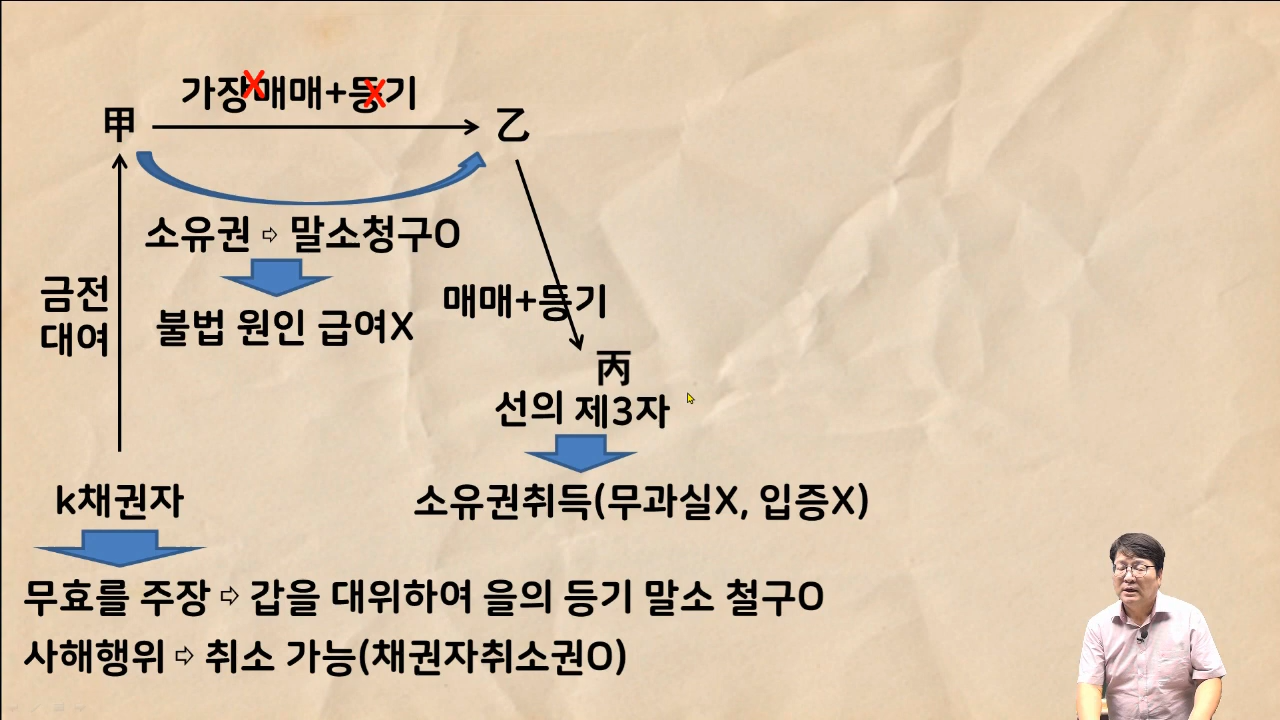 가장매매+등기
甲
乙
소유권 ⇨ 말소청구O
금전
대여
불법 원인 급여X
매매+등기
丙
선의 제3자
k채권자
소유권취득(무과실X, 입증X)
무효를 주장 ⇨ 갑을 대위하여 을의 등기 말소 철구O
사해행위 ⇨ 취소 가능(채권자취소권O)